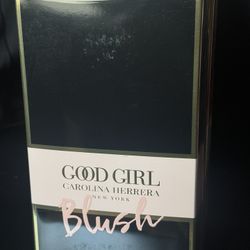 GOOD GIRL
CAROLINA HERRERA
NEW YORK
Blush